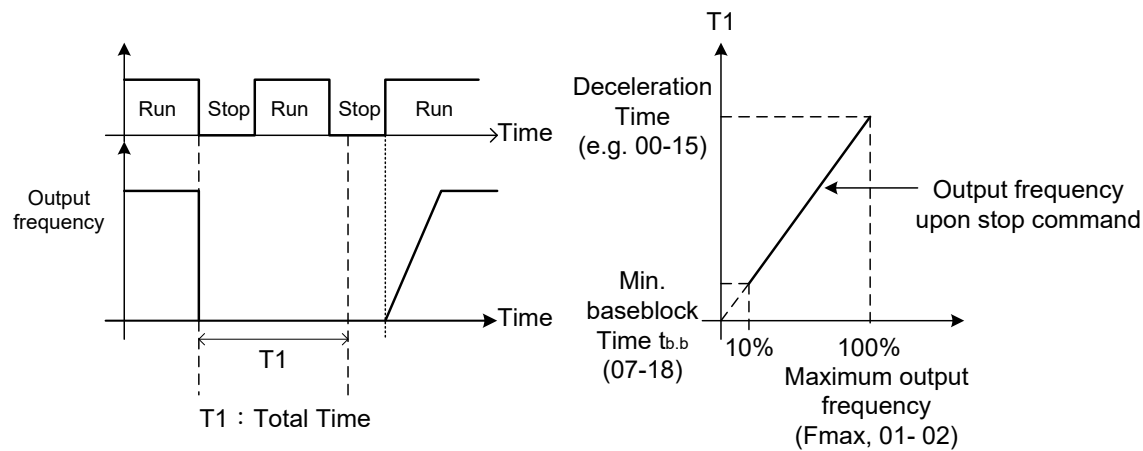 Run
Stop
Run
Stop
Run
Time
Output
frequency
Time
T1
T1：Total Time
T1
Deceleration
Time
(e.g. 00-15)
Output frequency
upon stop command
Min.
baseblock
Time tb.b
(07-18)
10%
100%
Maximum output
frequency
(Fmax, 01- 02)